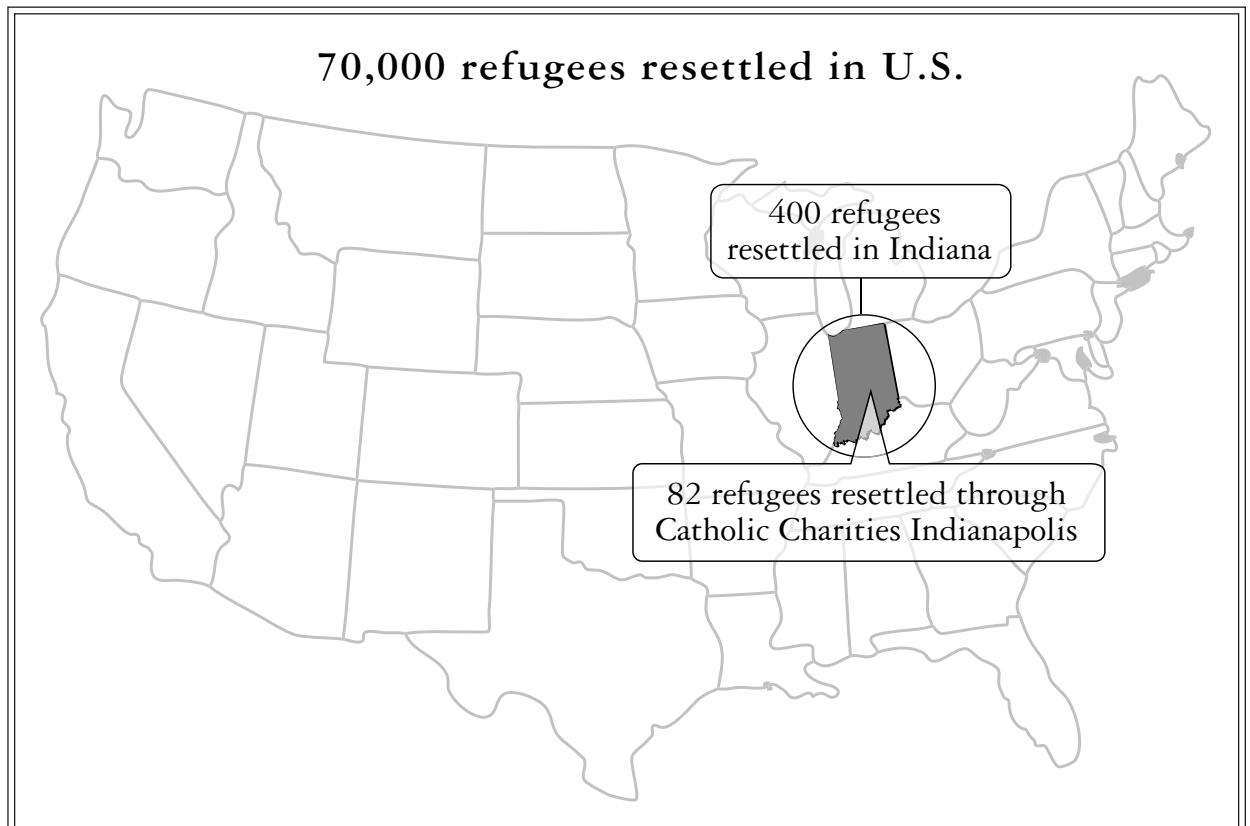 70,000 refugees resettled in U.S.
400 refugees
resettled in Indiana
82 refugees resettled through
Catholic Charities Indianapolis